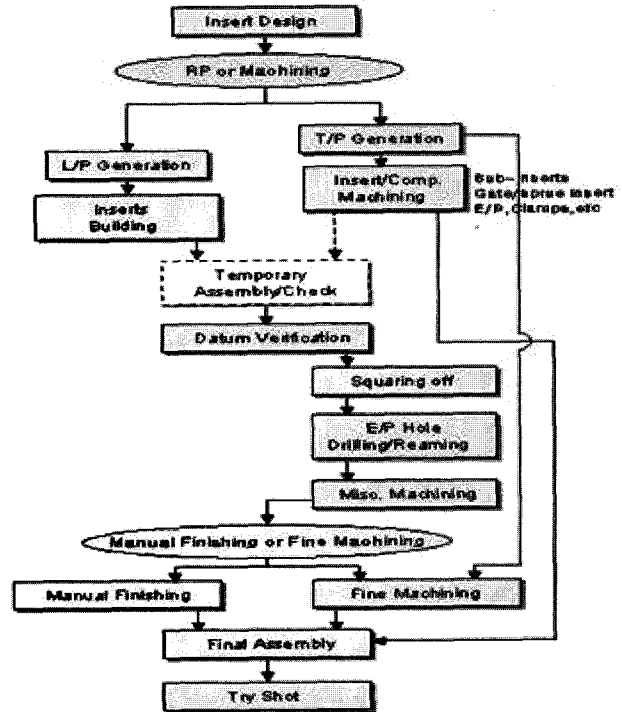 Insert Design
RP or Machining
T/P Generation
L/P Generation
Insert/Comp.
Machining
Sub-Inserts
Gate/Sprue Insert
E/P, Clamps, etc
Inserts
Building
Temporary
Assembly/Check
Datum Verification
Squaring off
E/P Hole
Drilling/Reaming
Misc. Machining
Manual Finishing or Fine Machining
Manual Finishing
Fine Machining
Final Assembly
Try Shot